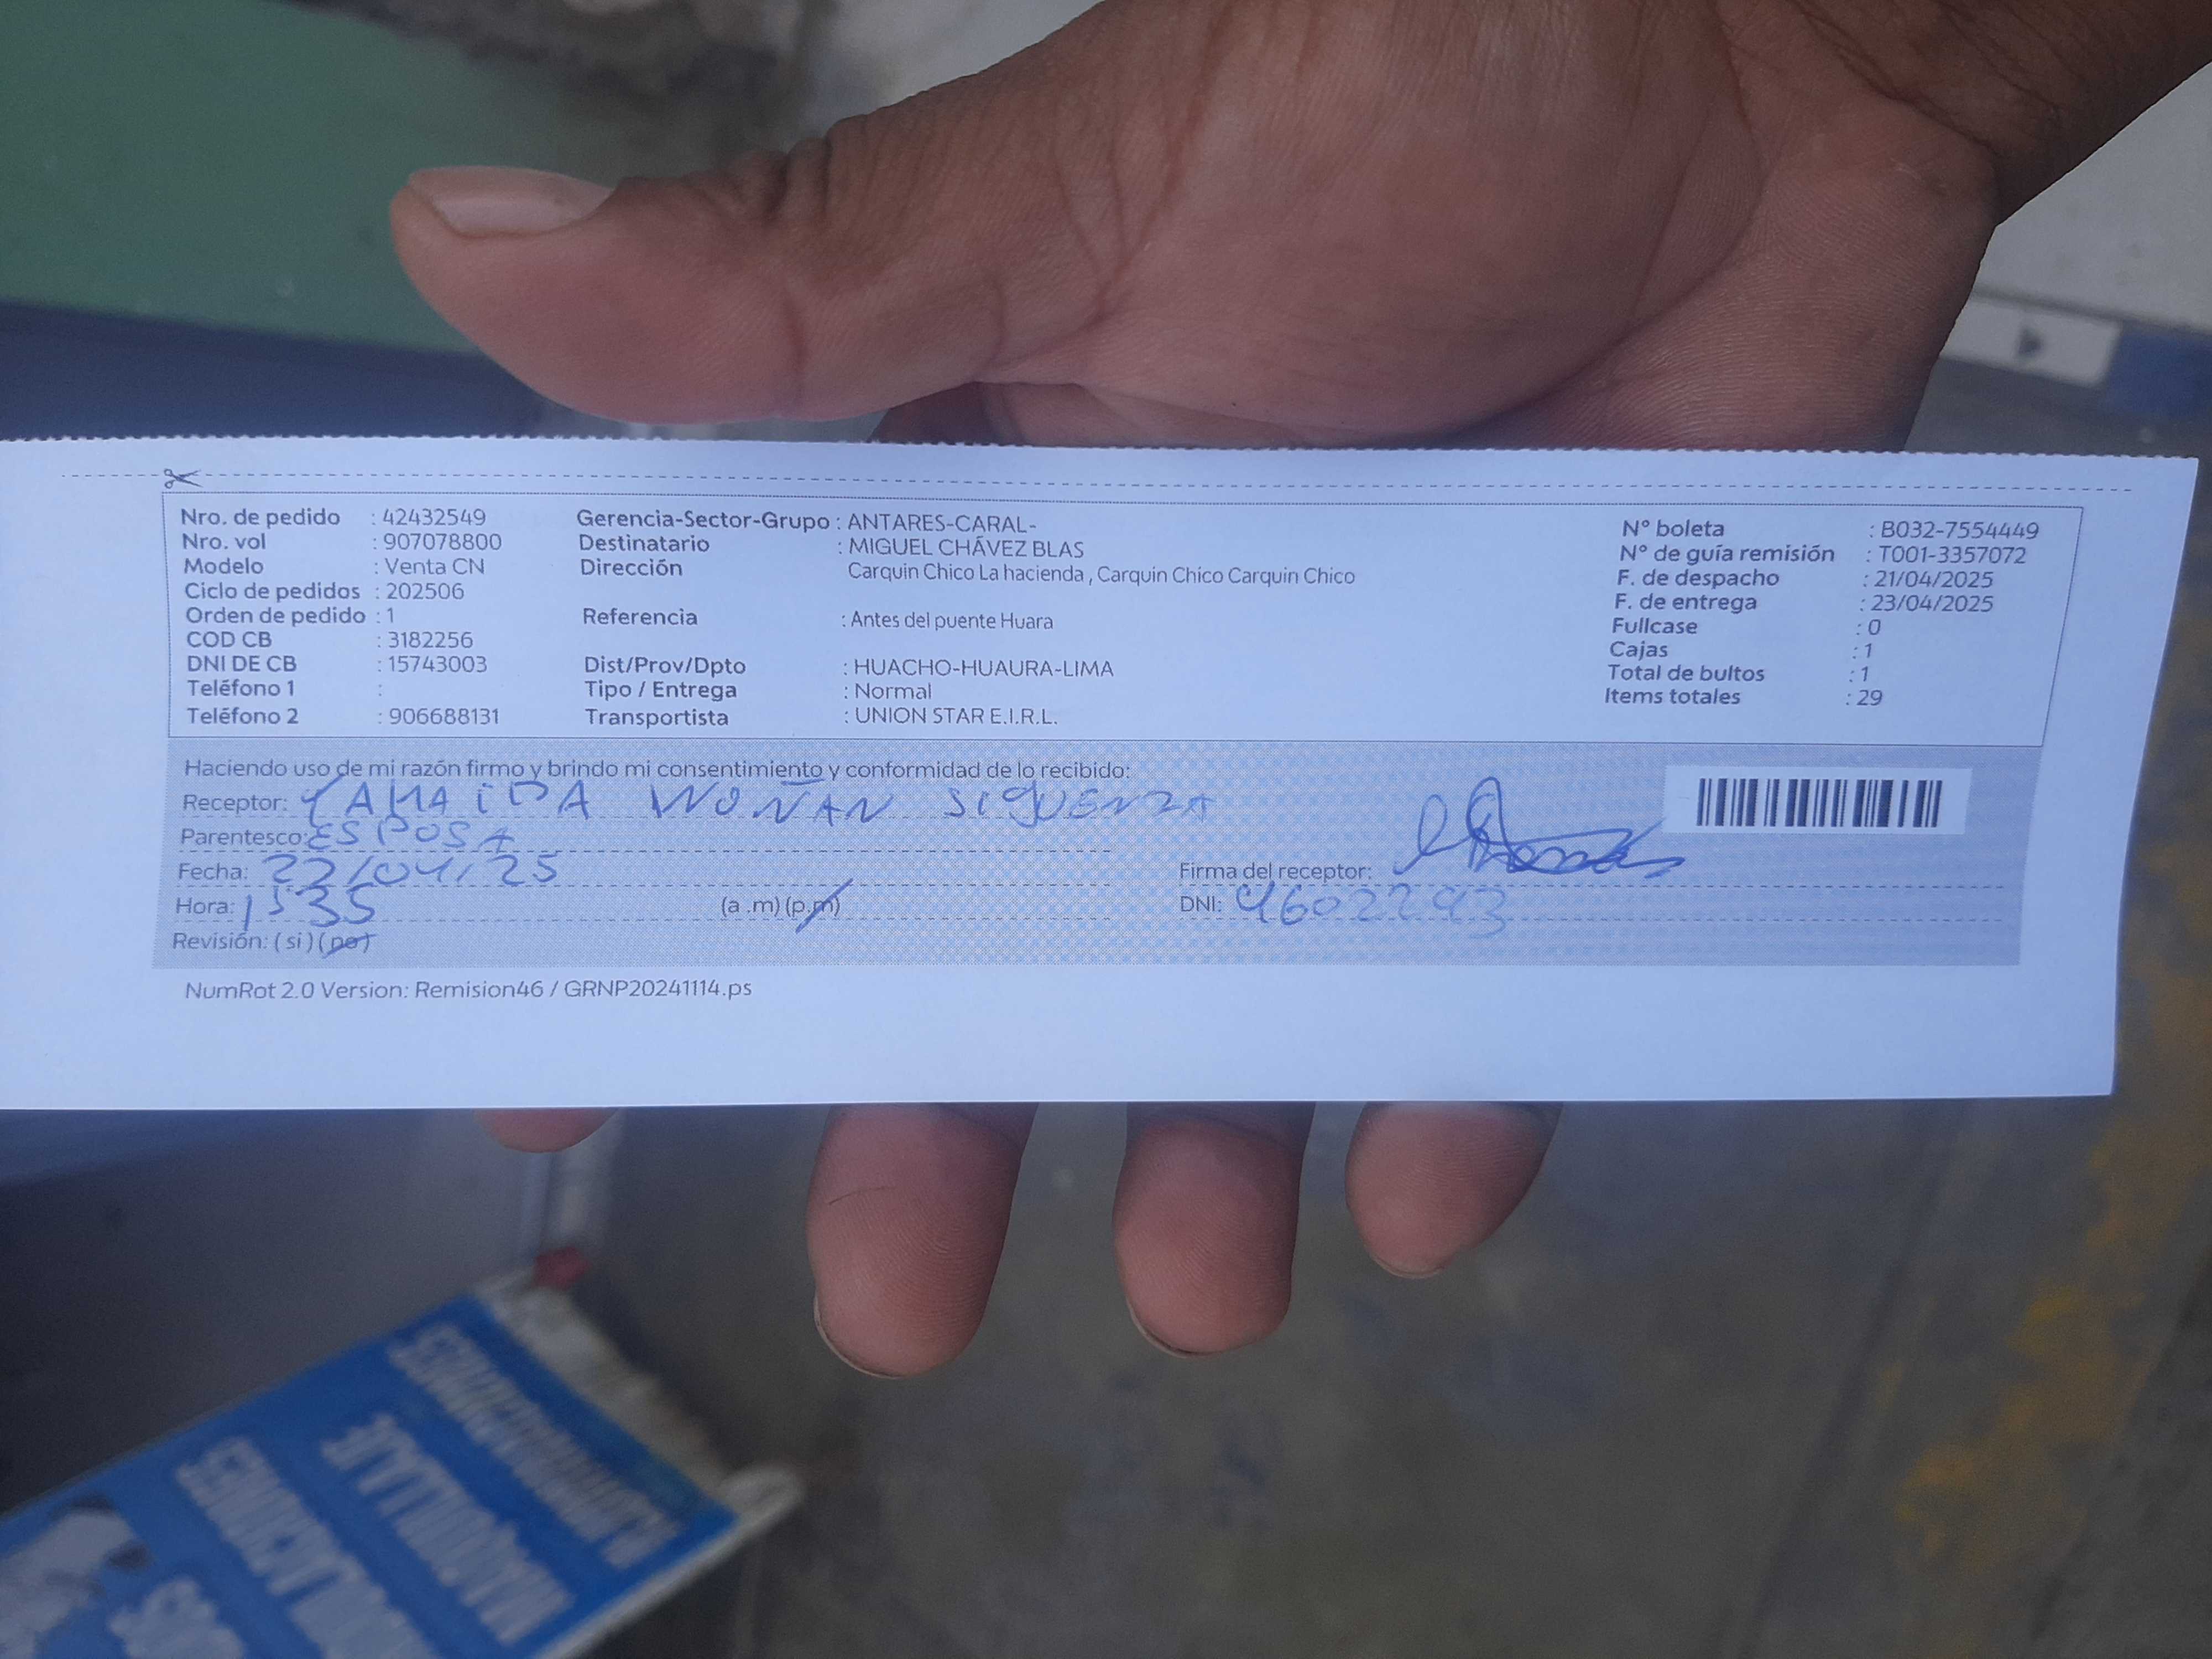 Nro. de pedido : 42432549 Gerencia-Sector-Grupo : ANTARES-CARAL- N° boleta : B032-7554449
Nro. vol : 907078800 Destinatario : MIGUEL CHÁVEZ BLAS N° de guía remisión : T001-3357072
Modelo : Venta CN Dirección Carquin Chico La hacienda , Carquin Chico Carquin Chico F. de despacho : 21/04/2025
Ciclo de pedidos : 202506 F. de entrega : 23/04/2025
Orden de pedido : 1 Referencia : Antes del puente Huara Fullcase : 0
COD CB : 3182256 Cajas : 1
DNI DE CB : 15743003 Dist/Prov/Dpto : HUACHO-HUAURA-LIMA Total de bultos : 1
Teléfono 1 : Tipo / Entrega : Normal Items totales : 29
Teléfono 2 : 906688131 Transportista : UNION STAR E.I.R.L.
Haciendo uso de mi razón firmo y brindo mi consentimiento y conformidad de lo recibido:
Receptor: SIGUENZA
Parentesco: ESPOSA
Fecha: 22/04/25 Firma del receptor:
Hora: 1535 (a .m) (p.m) DNI: 46022293
Revisión: ( si ) ( no )
NumRot 2.0 Version: Remision46 / GRNP20241114.ps